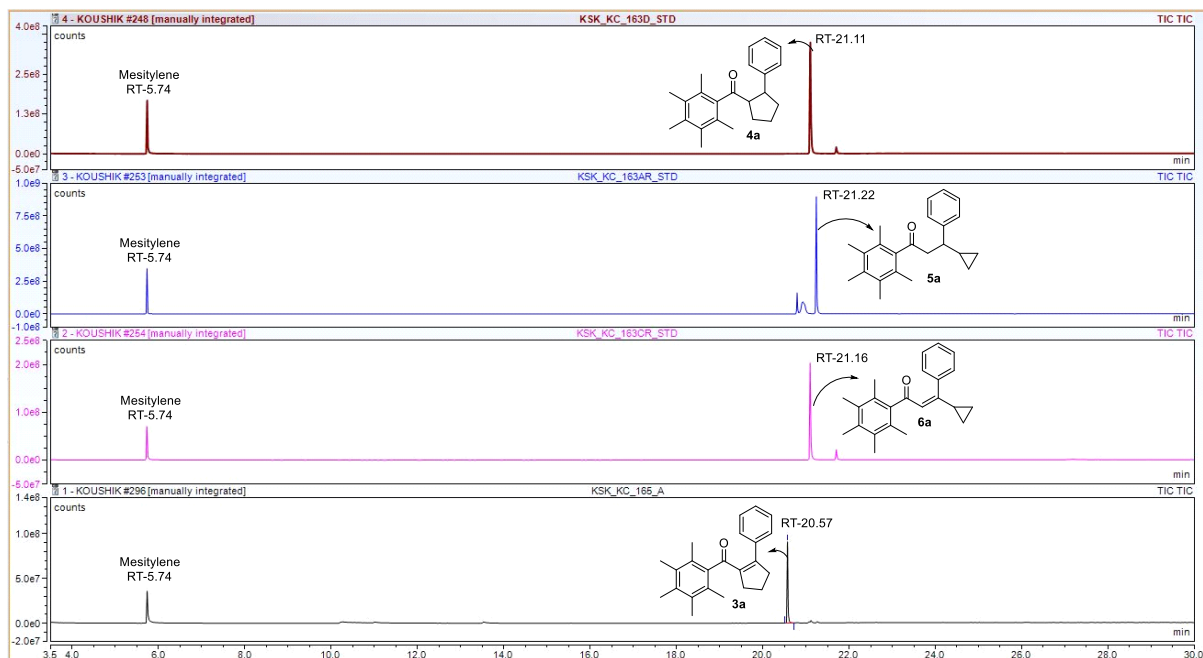 4 - KOUSHIK #248 [manually integrated] KSK_KC_163D_STD TIC TIC
4.0e8
counts
RT-21.11
Mesitylene
RT-5.74
2.5e8
O
1.3e8
4a
0.0e0
-5.0e7
min
3 - KOUSHIK #253 [manually integrated] KSK_KC_163AR_STD TIC TIC
1.0e9
counts
RT-21.22
7.5e8
Mesitylene
RT-5.74
5.0e8
O
2.5e8
5a
0.0e0
-1.0e8
min
2 - KOUSHIK #254 [manually integrated] KSK_KC_163CR_STD TIC TIC
2.5e8
counts
RT-21.16
2.0e8
Mesitylene
RT-5.74
O
1.0e8
6a
0.0e0
-5.0e7
min
1 - KOUSHIK #296 [manually integrated] KSK_KC_165_A TIC TIC
1.4e8
counts
RT-20.57
1.0e8
O
Mesitylene
RT-5.74
5.0e7
3a
0.0e0
-2.0e7
min
3.5 4.0 6.0 8.0 10.0 12.0 14.0 16.0 18.0 20.0 22.0 24.0 26.0 28.0 30.0